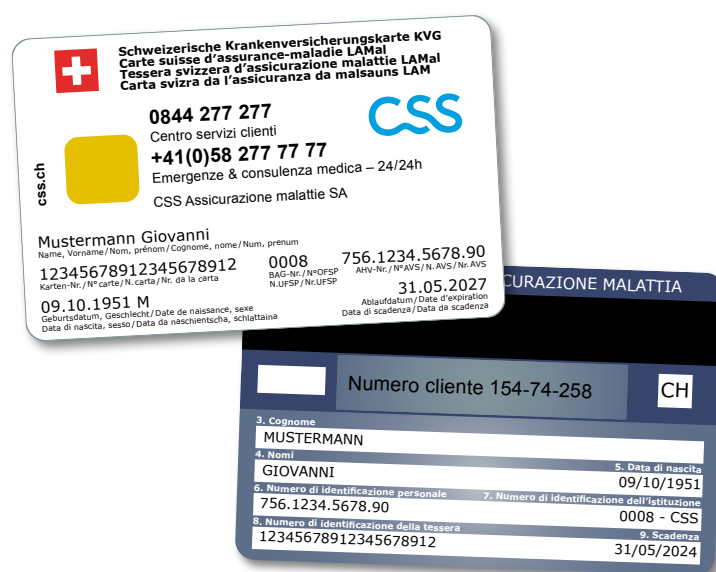 Schweizerische Krankenversicherungskarte KVG
Carte suisse d'assurance-maladie LAMal
Tessera svizzera d'assicurazione malattie LAMal
Carta svizra da l'assicuranza da malsauns LAM
0844 277 277
Centro servizi clienti
CSS
+41(0)58 277 77 77
Emergenze & consulenza medica – 24/24h
CSS Assicurazione malattie SA
css.ch
Mustermann Giovanni
Name, Vorname/Nom, prénom/Cognome, nome/Num, prenum
12345678912345678912 0008 756.1234.5678.90
Karten-Nr./N° carte/N. carta/Nr. da la carta BAG-Nr./N°OFSP AHV-Nr./N°AVS/N. AVS/Nr. AVS
N.UFSP/Nr.UFSP
09.10.1951 M 31.05.2027
Geburtsdatum, Geschlecht/Date de naissance, sexe Ablaufdatum/Date d'expiration
Data di nascita, sesso/Data da naschientscha, schlattaina Data di scadenza/Data da scadenza
CURAZIONE MALATTIA
Numero cliente 154-74-258 CH
3. Cognome
MUSTERMANN
4. Nomi 5. Data di nascita
GIOVANNI 09/10/1951
6. Numero di identificazione personale 7. Numero di identificazione dell'istituzione
756.1234.5678.90 0008 - CSS
8. Numero di identificazione della tessera 9. Scadenza
12345678912345678912 31/05/2024